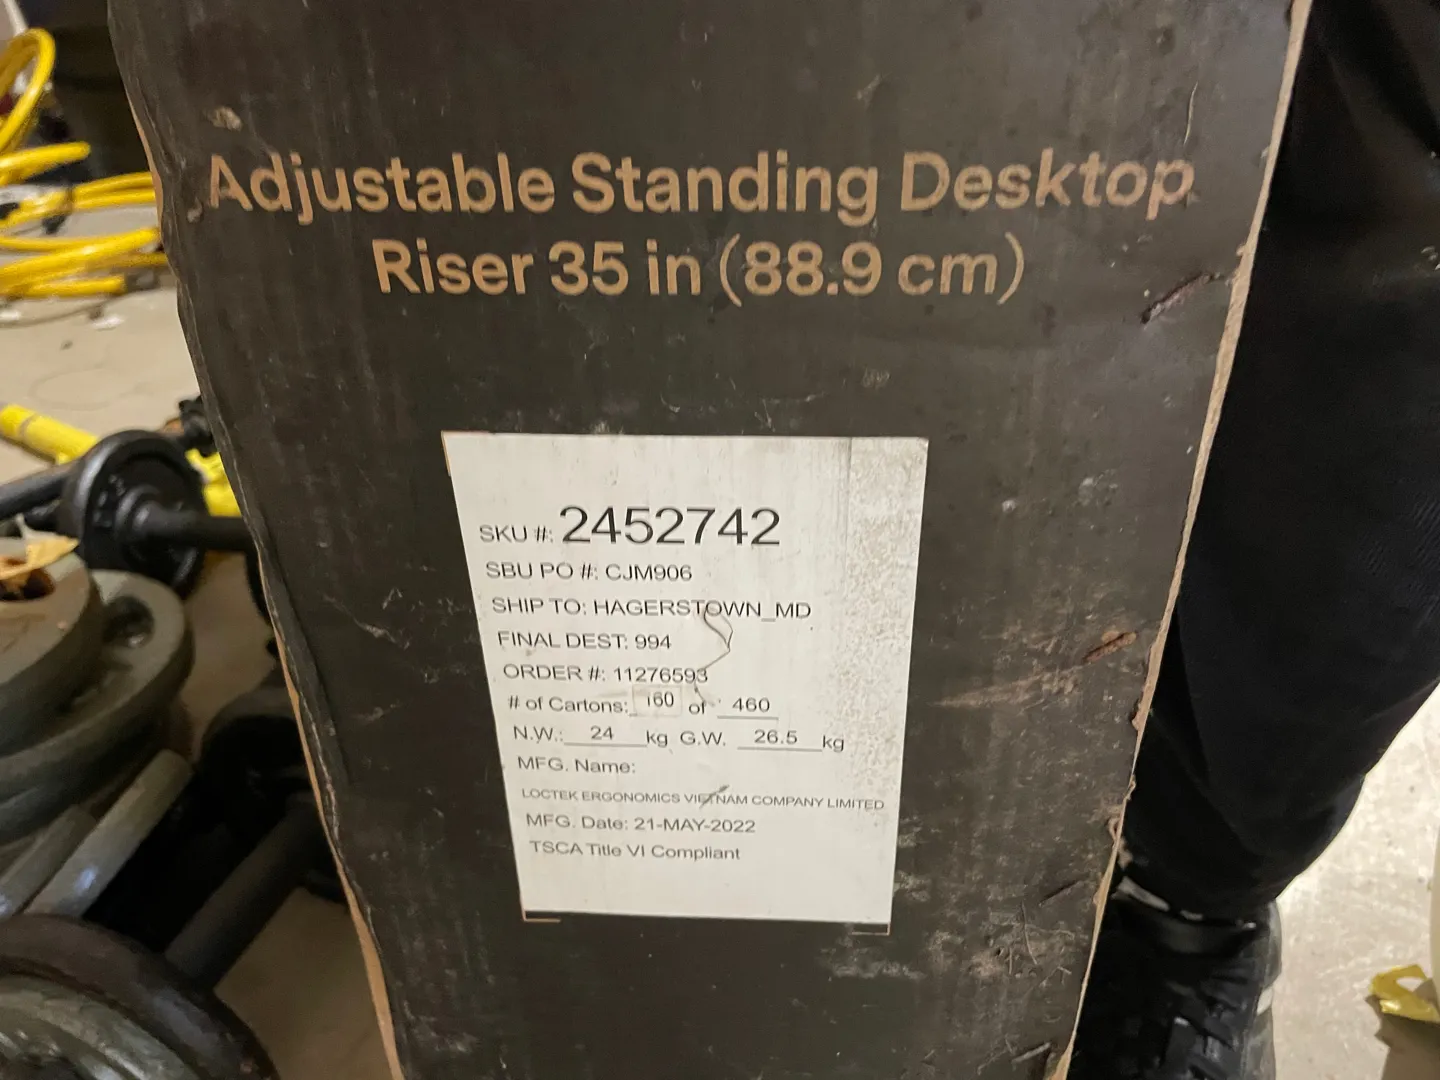 Adjustable Standing Desktop
Riser 35 in (88.9 cm)
SKU #: 2452742
SBU PO #: CJM906
SHIP TO: HAGERSTOWN_MD
FINAL DEST: 994
ORDER #: 11276593
# of Cartons: 160 of 460
N.W.: 24 kg G.W. 26.5 kg
MFG. Name:
LOCTEK ERGONOMICS VIETNAM COMPANY LIMITED
MFG. Date: 21-MAY-2022
TSCA Title VI Compliant